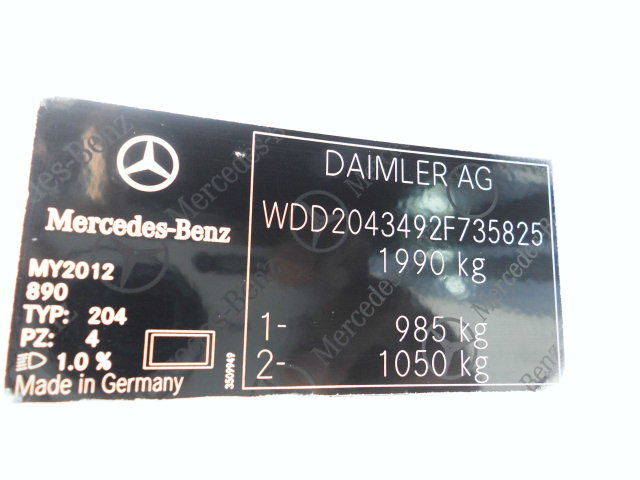 Mercedes-Benz
MY2012
890
TYP: 204
PZ: 4
1.0 %
Made in Germany
3509949
DAIMLER AG
WDD2043492F735825
1990 kg
1- 985 kg
2- 1050 kg